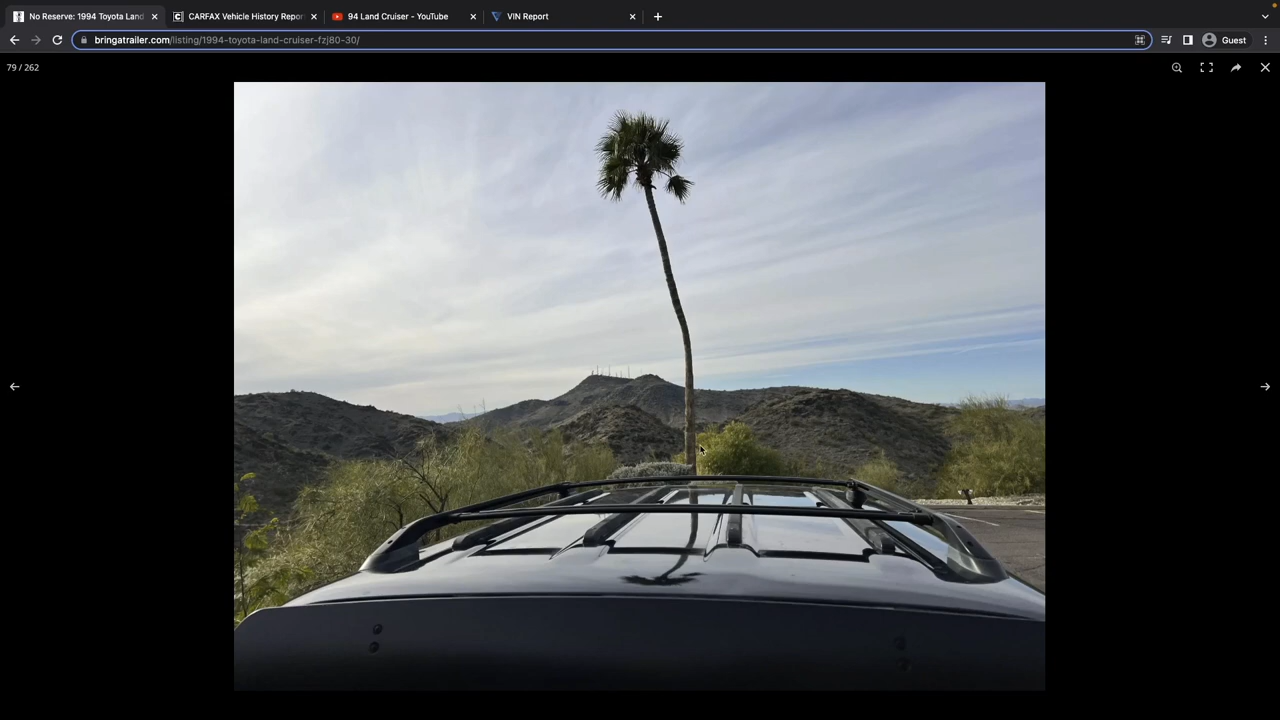 No Reserve: 1994 Toyota Land
CARFAX Vehicle History Repor
94 Land Cruiser - YouTube
VIN Report
bringatrailer.com/listing/1994-toyota-land-cruiser-fzj80-30/
Guest
79 / 262